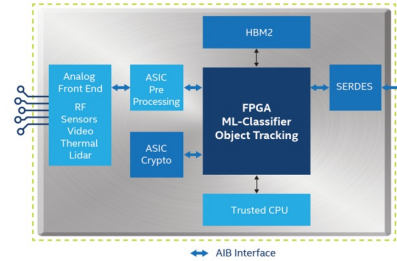 HBM2
Analog
Front End
RF
Sensors
Video
Thermal
Lidar
ASIC
Pre
Processing
FPGA
ML-Classifier
Object Tracking
SERDES
ASIC
Crypto
Trusted CPU
AIB Interface